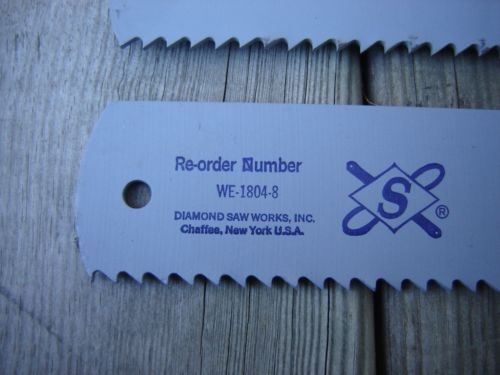 Re-order Number
WE-1804-8
DIAMOND SAW WORKS, INC.
Chaffee, New York U.S.A.
S
®